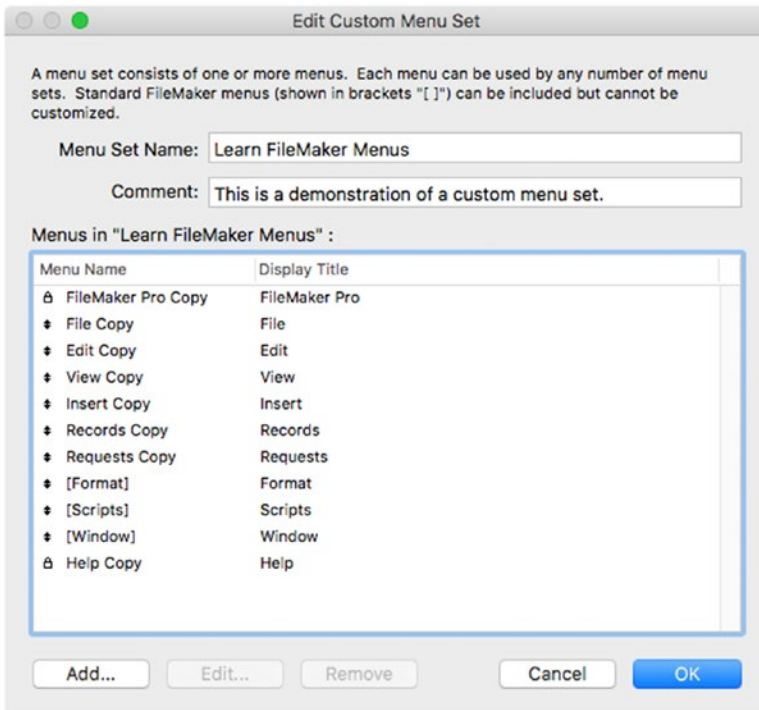 Edit Custom Menu Set
A menu set consists of one or more menus.  Each menu can be used by any number of menu
sets.  Standard FileMaker menus (shown in brackets "[ ]") can be included but cannot be
customized.
Menu Set Name: Learn FileMaker Menus
Comment: This is a demonstration of a custom menu set.
Menus in "Learn FileMaker Menus" :
Menu Name Display Title
FileMaker Pro Copy FileMaker Pro
File Copy File
Edit Copy Edit
View Copy View
Insert Copy Insert
Records Copy Records
Requests Copy Requests
[Format] Format
[Scripts] Scripts
[Window] Window
Help Copy Help
Add... Edit... Remove Cancel OK